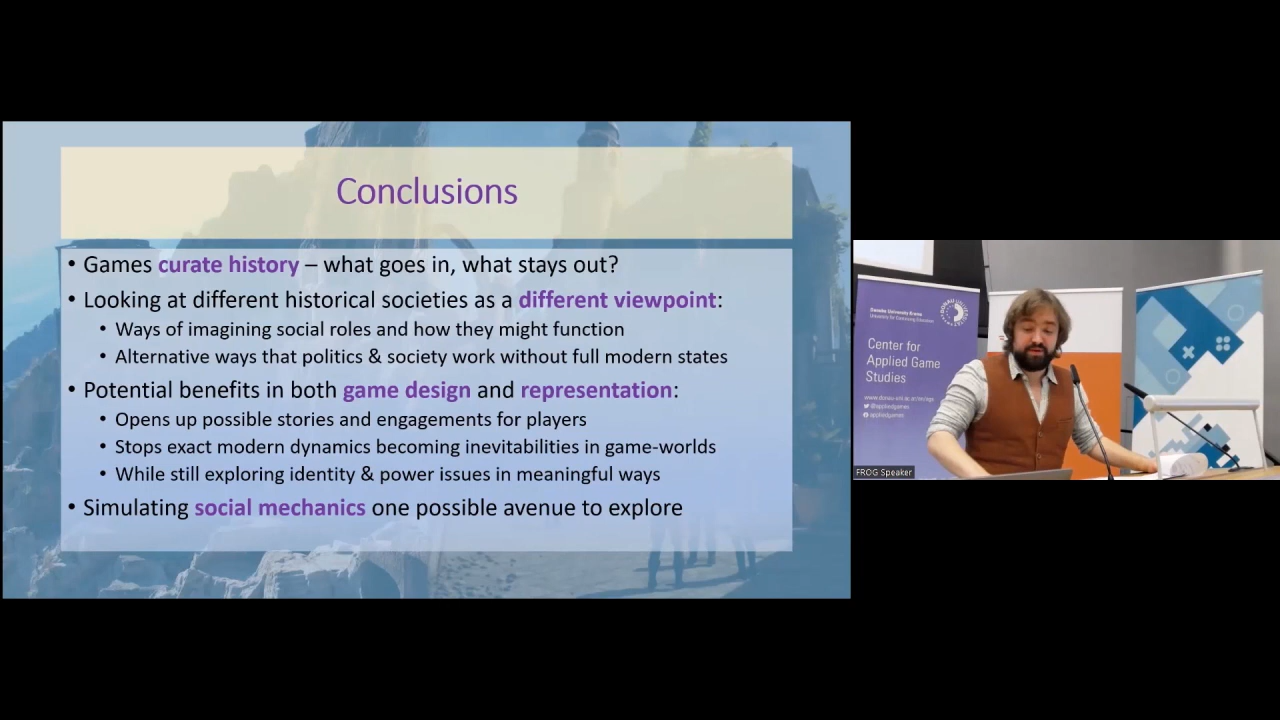 Conclusions
• Games curate history – what goes in, what stays out?
• Looking at different historical societies as a different viewpoint:
• Ways of imagining social roles and how they might function
• Alternative ways that politics & society work without full modern states
• Potential benefits in both game design and representation:
• Opens up possible stories and engagements for players
• Stops exact modern dynamics becoming inevitabilities in game-worlds
• While still exploring identity & power issues in meaningful ways
• Simulating social mechanics one possible avenue to explore
Center for
Applied Game
Studies
FROG Speaker